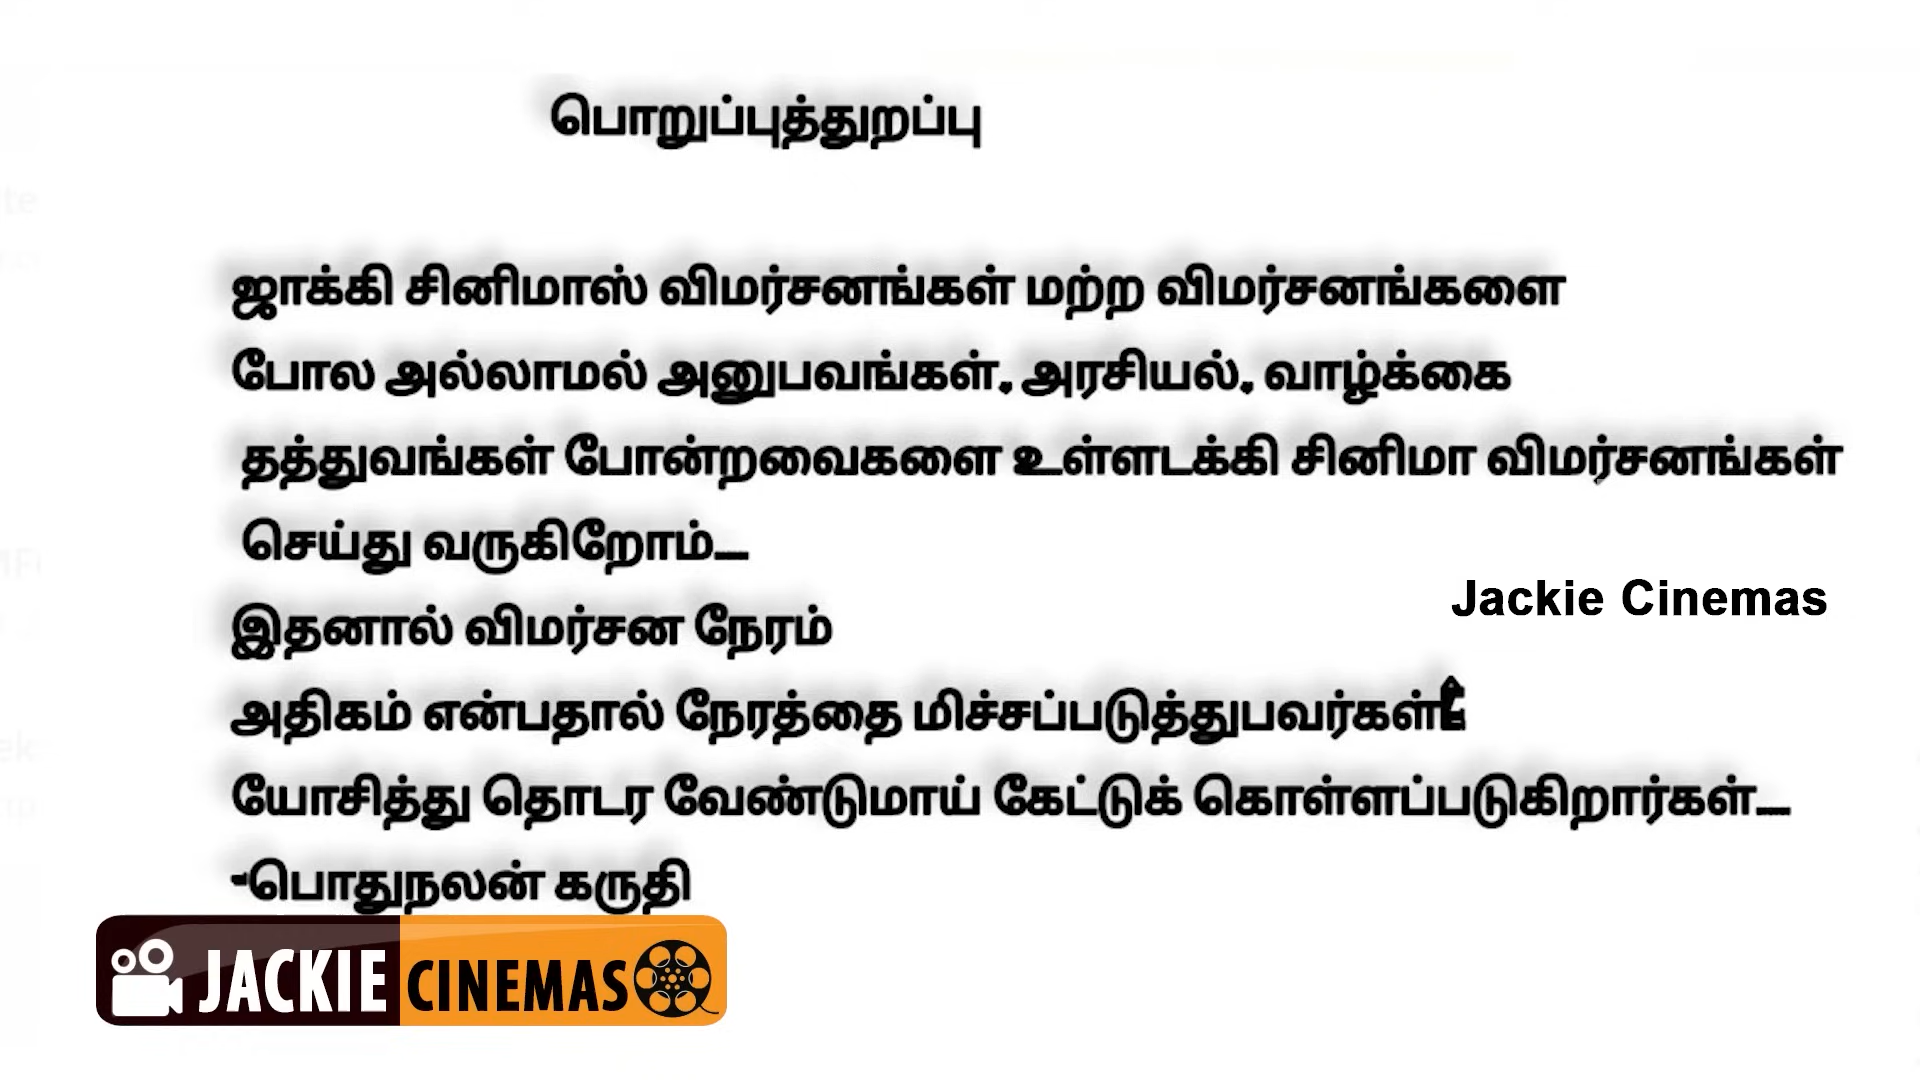 பொறுப்புத்துறப்பு
ஜாக்கி சினிமாஸ் விமர்சனங்கள் மற்ற விமர்சனங்களை
போல அல்லாமல் அனுபவங்கள், அரசியல், வாழ்க்கை
தத்துவங்கள் போன்றவைகளை உள்ளடக்கி சினிமா விமர்சனங்கள்
செய்து வருகிறோம்...
இதனால் விமர்சன நேரம்
அதிகம் என்பதால் நேரத்தை மிச்சப்படுத்துபவர்கள்
யோசித்து தொடர வேண்டுமாய் கேட்டுக் கொள்ளப்படுகிறார்கள்...
-பொதுநலன் கருதி
Jackie Cinemas
JACKIE CINEMAS